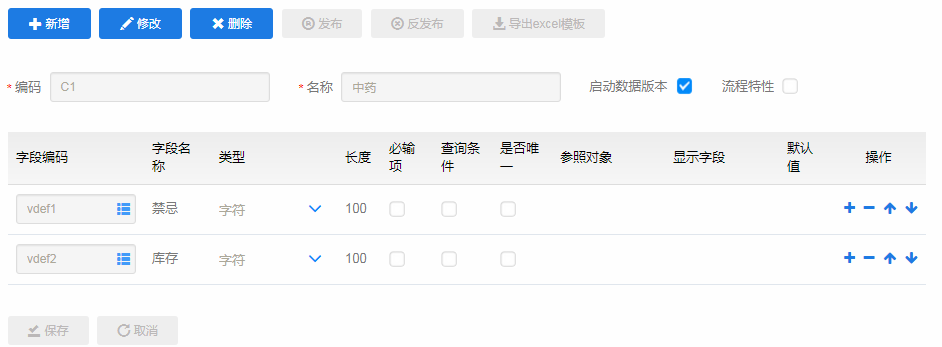 新增 修改 删除 发布 反发布 导出excel模板
* 编码 C1 * 名称 中药 启动数据版本 流程特性
字段编码 字段名称 类型 长度 必输项 查询条件 是否唯一 参照对象 显示字段 默认值 操作
vdef1 禁忌 字符 100
vdef2 库存 字符 100
保存 取消